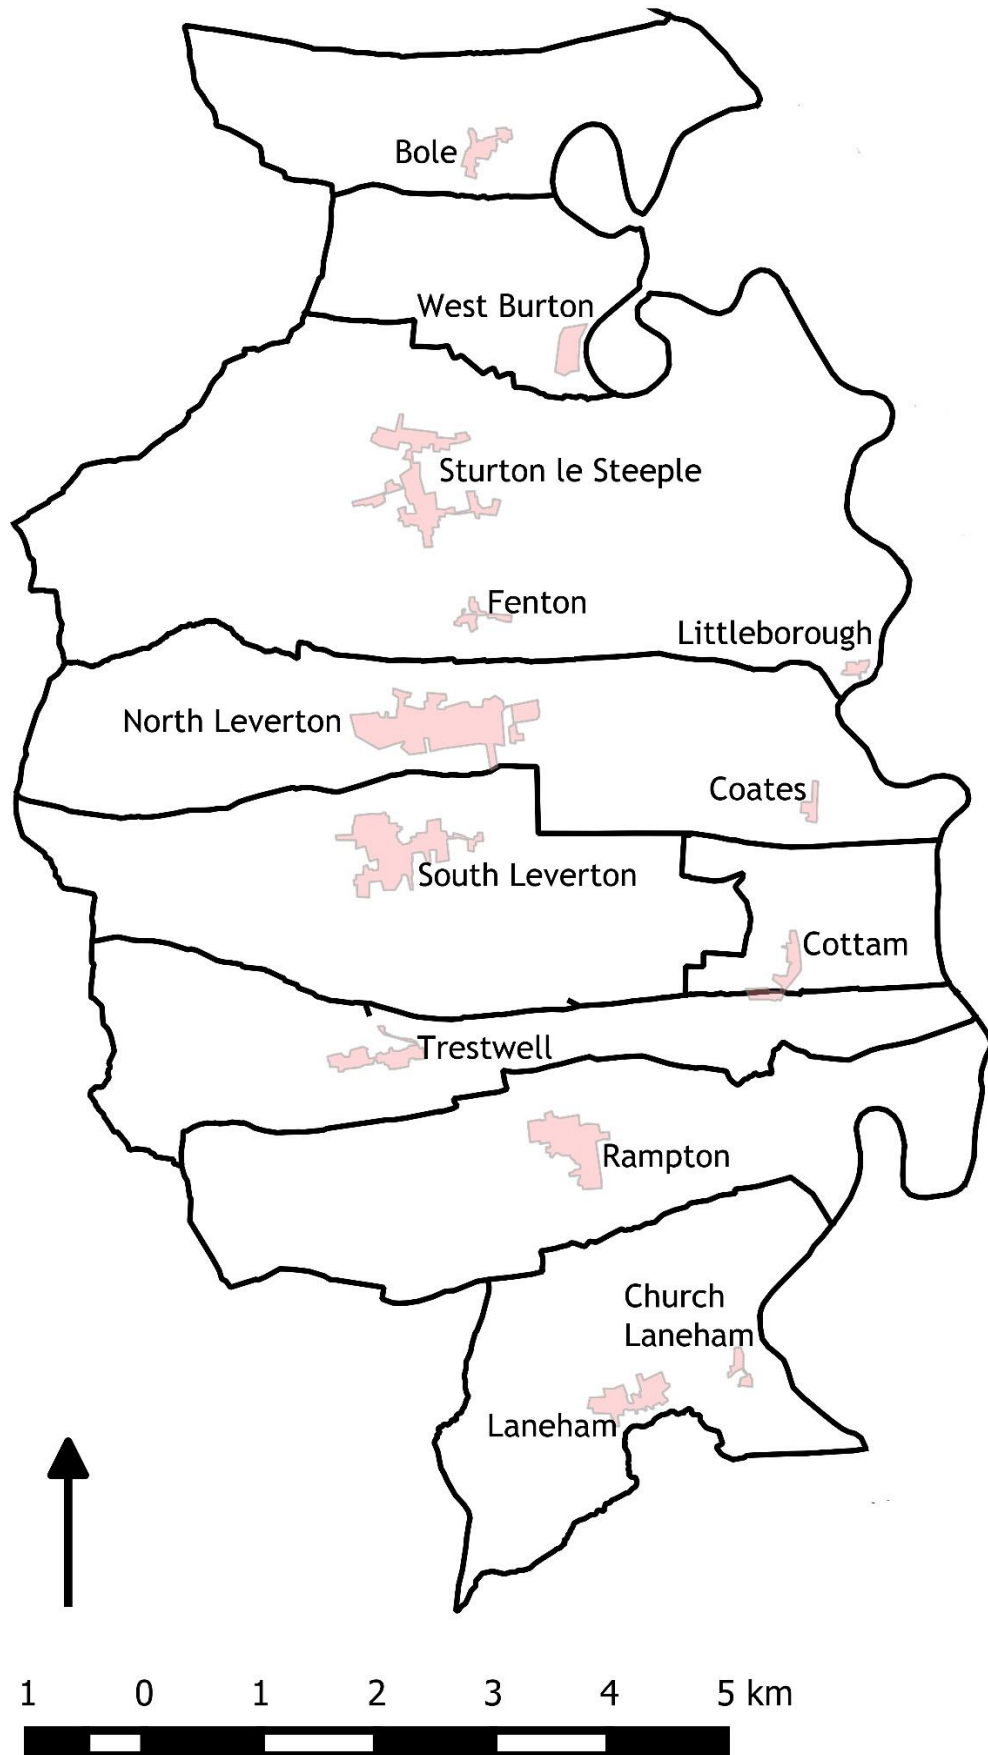 Bole
West Burton
Sturton le Steeple
Fenton
Littleborough
North Leverton
Coates
South Leverton
Cottam
Trestwell
Rampton
Church
Laneham
Laneham
1 0 1 2 3 4 5 km